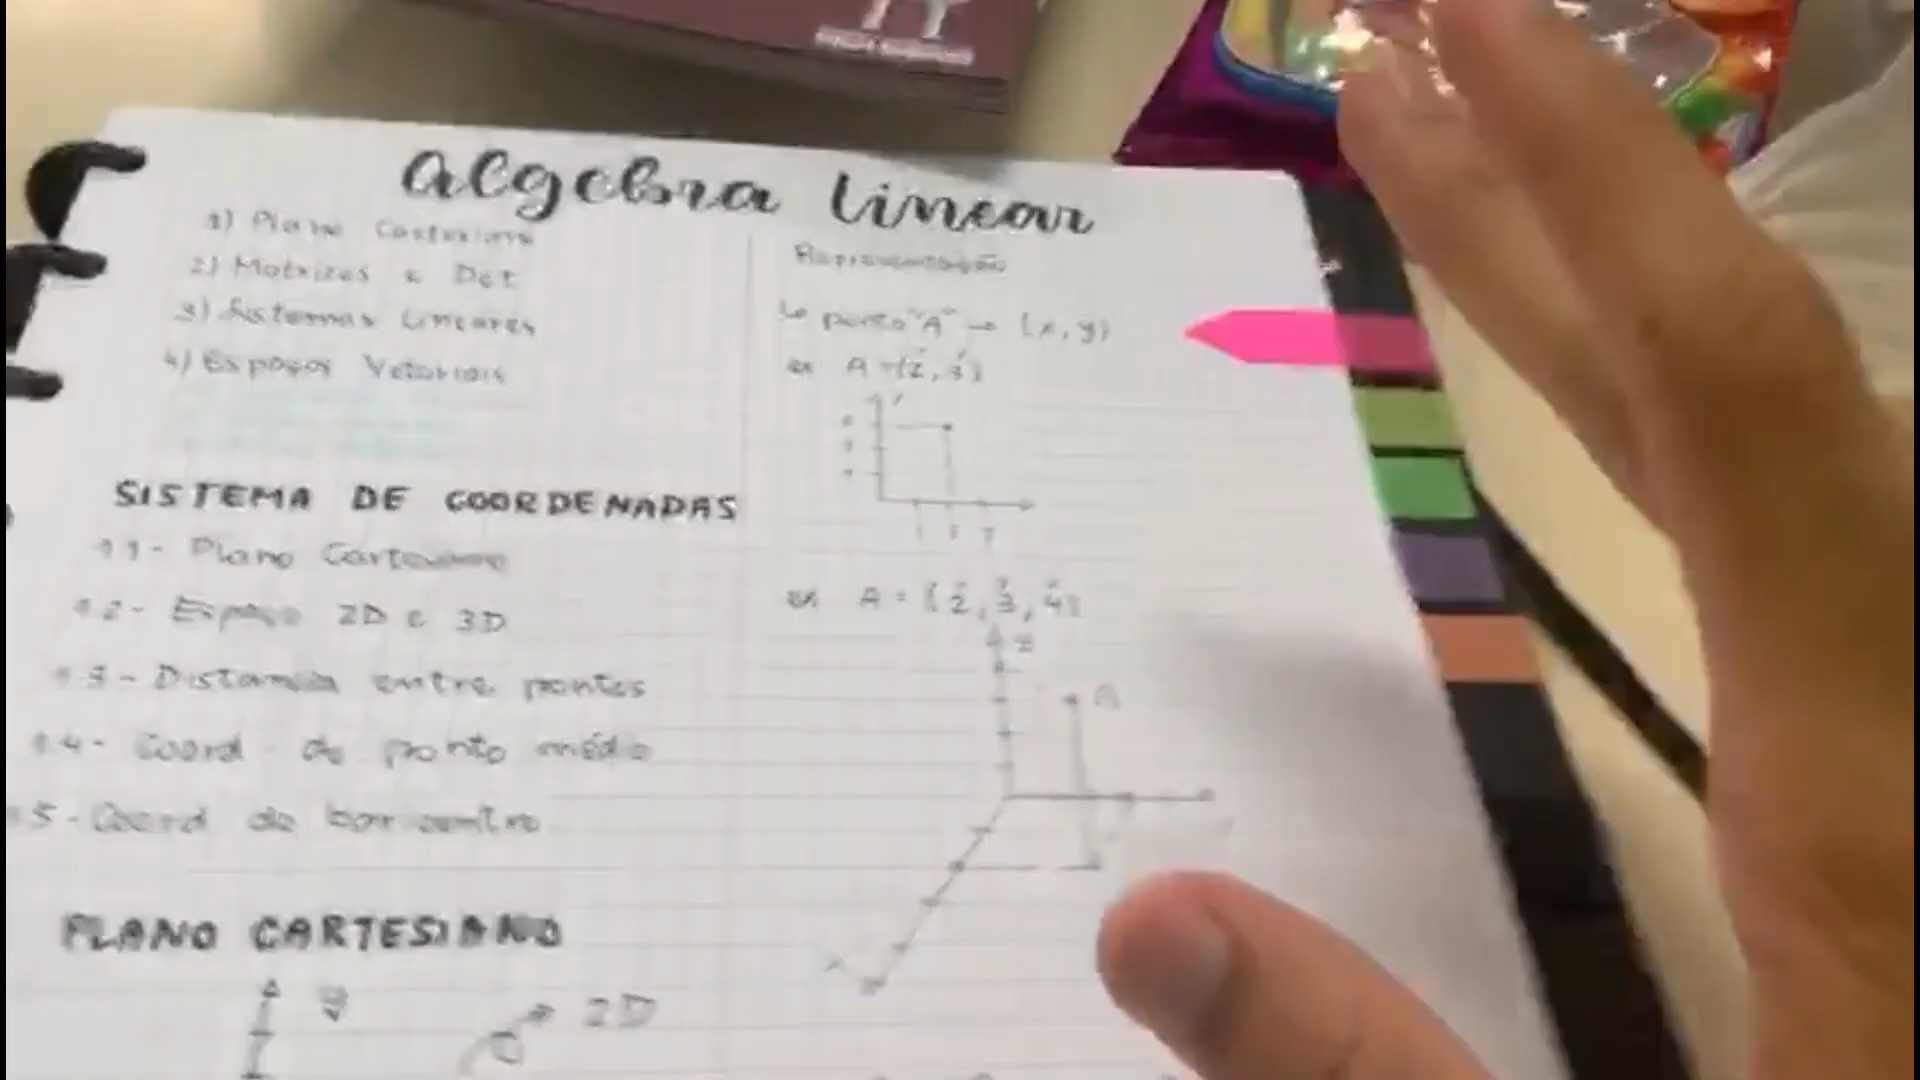 Algebra Linear
1) Plano Cartesiano
2) Matrizes e Det
3) Sistemas Lineares
4) Espaços Vetoriais
SISTEMA DE COORDENADAS
1.1- Plano Cartesiano
1.2- Espaço 2D e 3D
1.3- Distancia entre pontos
1.4- Coord do ponto médio
1.5- Coord do baricentro
PLANO CARTESIANO
y
2D
Representação
↳ ponto "A" → (x, y)
ex A = (2, 3)
y
ex A = (2, 3, 4)
z
A
x